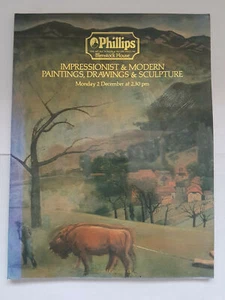 Phillips
Blenstock House
IMPRESSIONIST & MODERN
PAINTINGS, DRAWINGS & SCULPTURE
Monday 2 December at 2.30 pm